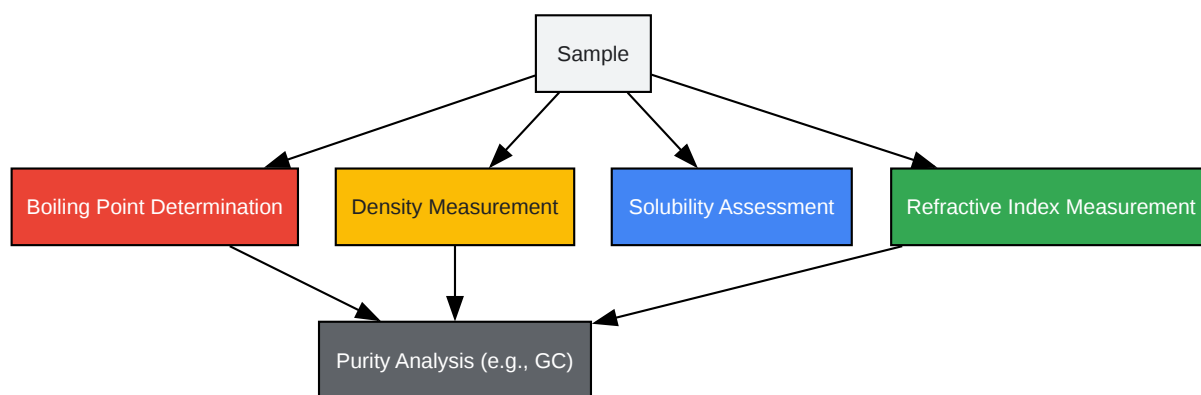 Sample
Boiling Point Determination
Density Measurement
Solubility Assessment
Refractive Index Measurement
Purity Analysis (e.g., GC)